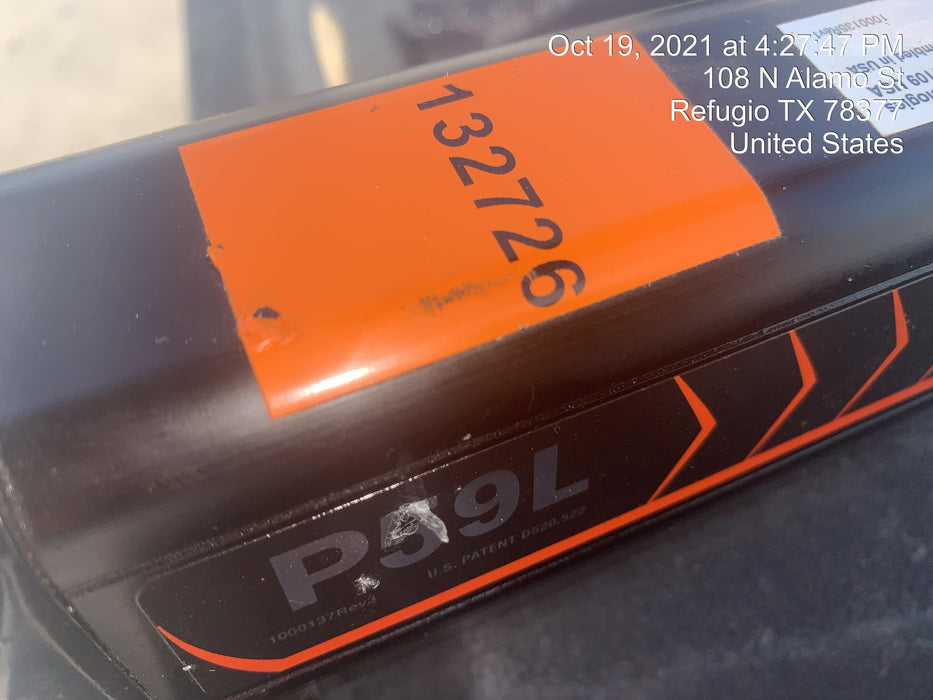 Oct 19, 2021 at 4:27:47 PM
108 N Alamo St
Refugio TX 78377
United States
132726
P59L
U.S. PATENT D520,522